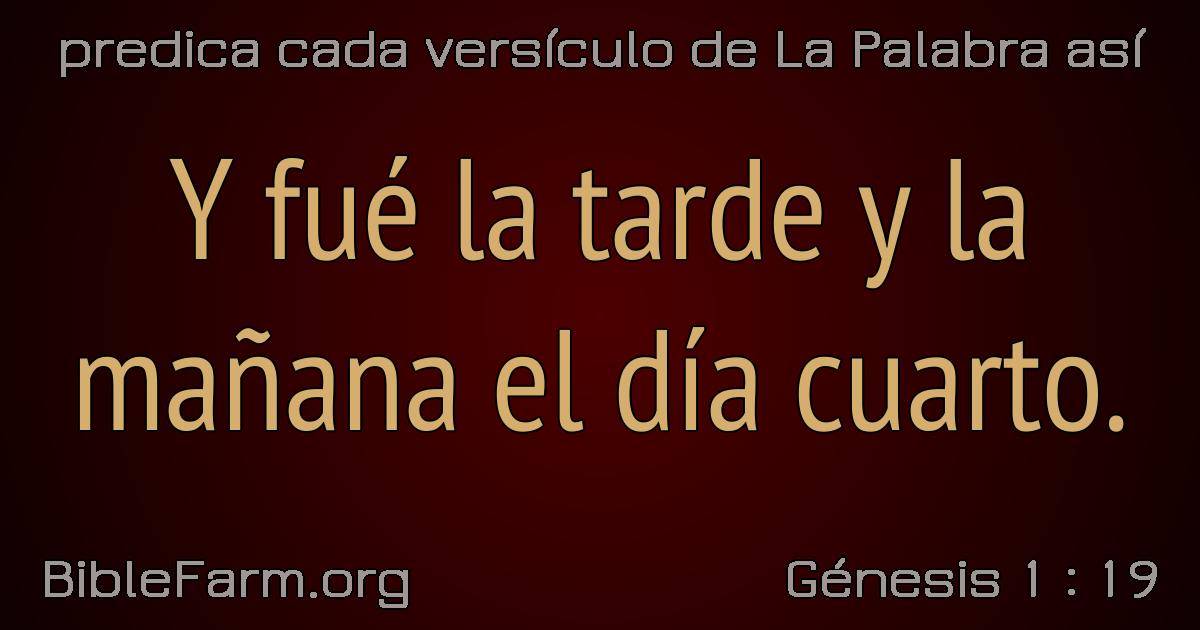 predica cada versículo de La Palabra así
Y fué la tarde y la
mañana el día cuarto.
BibleFarm.org
Génesis 1 : 19